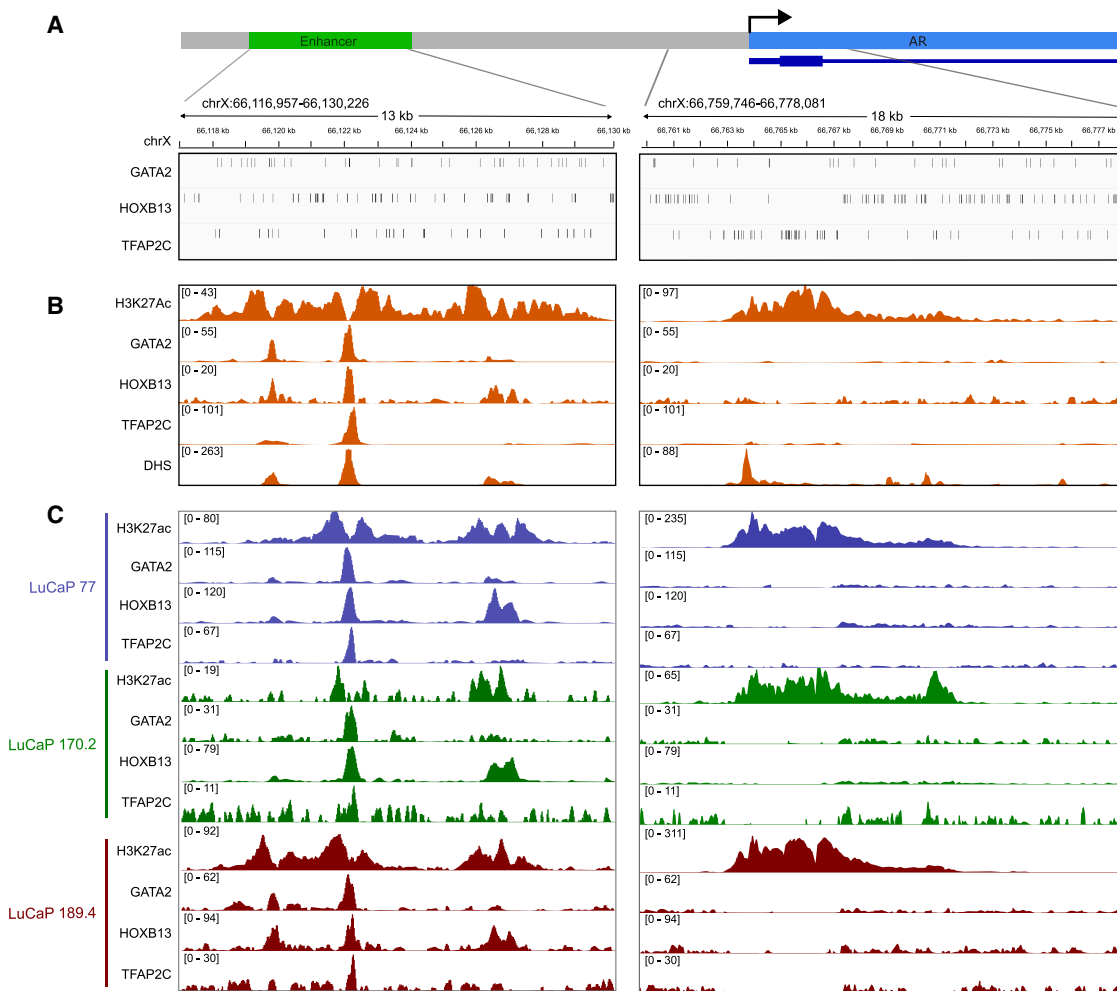 A
Enhancer
AR
chrX:66,116,957-66,130,226
chrX:66,759,746-66,778,081
13 kb
18 kb
chrX
66,118 kb 66,120 kb 66,122 kb 66,124 kb 66,126 kb 66,128 kb 66,130 kb
66,761 kb 66,763 kb 66,765 kb 66,767 kb 66,769 kb 66,771 kb 66,773 kb 66,775 kb 66,777 kb
GATA2
HOXB13
TFAP2C
B
H3K27Ac [0 - 43] [0 - 97]
GATA2 [0 - 55] [0 - 55]
HOXB13 [0 - 20] [0 - 20]
TFAP2C [0 - 101] [0 - 101]
DHS [0 - 263] [0 - 88]
C
LuCaP 77
H3K27ac [0 - 80] [0 - 235]
GATA2 [0 - 115] [0 - 115]
HOXB13 [0 - 120] [0 - 120]
TFAP2C [0 - 67] [0 - 67]
LuCaP 170.2
H3K27ac [0 - 19] [0 - 65]
GATA2 [0 - 31] [0 - 31]
HOXB13 [0 - 79] [0 - 79]
TFAP2C [0 - 11] [0 - 11]
LuCaP 189.4
H3K27ac [0 - 92] [0 - 311]
GATA2 [0 - 62] [0 - 62]
HOXB13 [0 - 94] [0 - 94]
TFAP2C [0 - 30] [0 - 30]